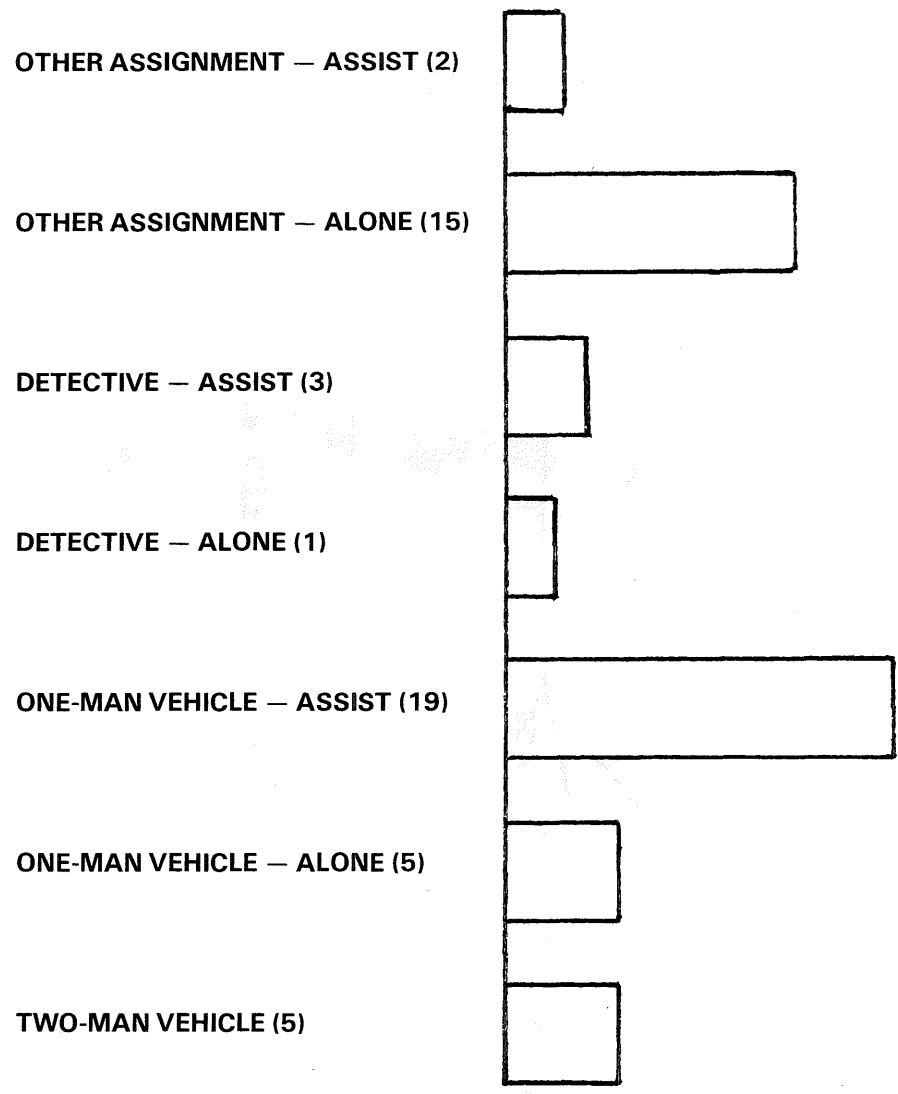 OTHER ASSIGNMENT — ASSIST (2)
OTHER ASSIGNMENT — ALONE (15)
DETECTIVE — ASSIST (3)
DETECTIVE — ALONE (1)
ONE-MAN VEHICLE — ASSIST (19)
ONE-MAN VEHICLE — ALONE (5)
TWO-MAN VEHICLE (5)